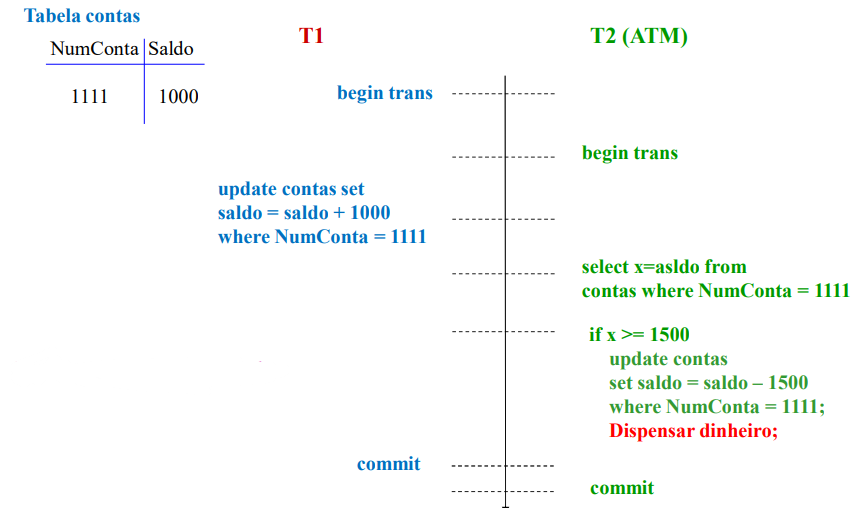 Tabela contas
NumConta Saldo
1111 1000
T1
T2 (ATM)
begin trans
begin trans
update contas set
saldo = saldo + 1000
where NumConta = 1111
select x=asldo from
contas where NumConta = 1111
if x >= 1500
update contas
set saldo = saldo – 1500
where NumConta = 1111;
Dispensar dinheiro;
commit
commit